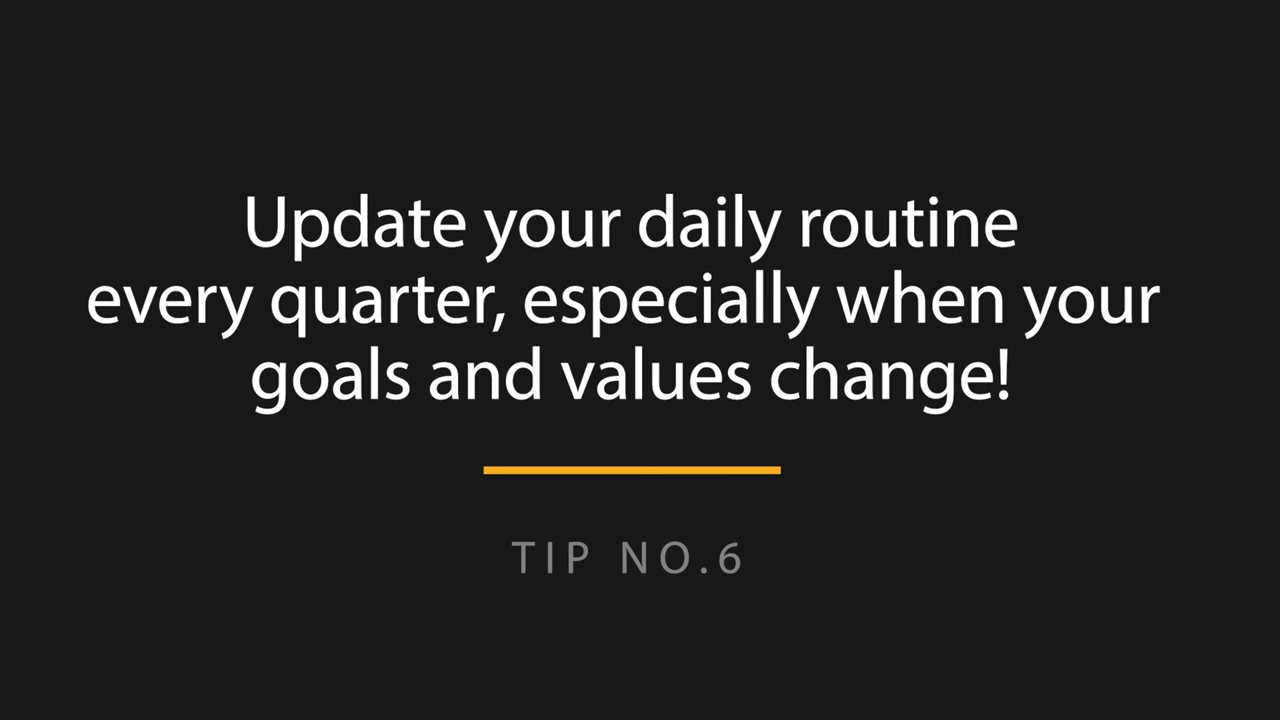 Update your daily routine
every quarter, especially when your
goals and values change!
TIP NO.6